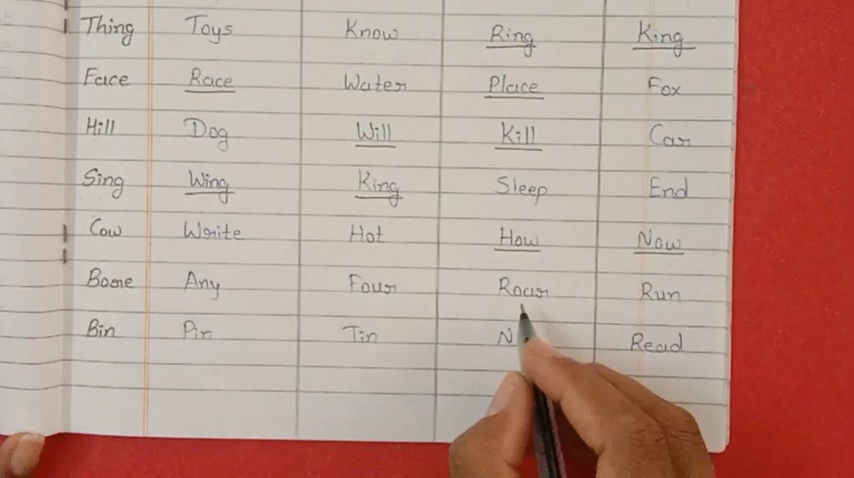 Thing Toys Know Ring King
Face Race Water Place Fox
Hill Dog Will Kill Car
Sing Wing King Sleep End
Cow Write Hot How Now
Bore Any Four Roar Run
Bin Pin Tin Read